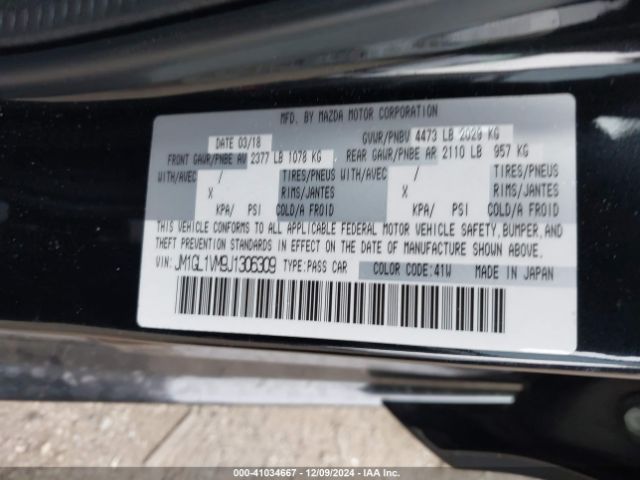 MFD. BY MAZDA MOTOR CORPORATION
DATE 03/18 GVWR/PNBV 4473 LB 2029 KG
FRONT GAWR/PNBE AV 2377 LB 1078 KG REAR GAWR/PNBE AR 2110 LB 957 KG
WITH/AVEC / TIRES/PNEUS WITH/AVEC / TIRES/PNEUS
X RIMS/JANTES X RIMS/JANTES
KPA/ PSI COLD/A FROID KPA/ PSI COLD/A FROID
THIS VEHICLE CONFORMS TO ALL APPLICABLE FEDERAL MOTOR VEHICLE SAFETY, BUMPER, AND
THEFT PREVENTION STANDARDS IN EFFECT ON THE DATE OF MANUFACTURE SHOWN ABOVE.
VIN: JM1GL1VM9J1306309 TYPE: PASS CAR COLOR CODE: 41W MADE IN JAPAN
000-41034667 - 12/09/2024 - IAA Inc.